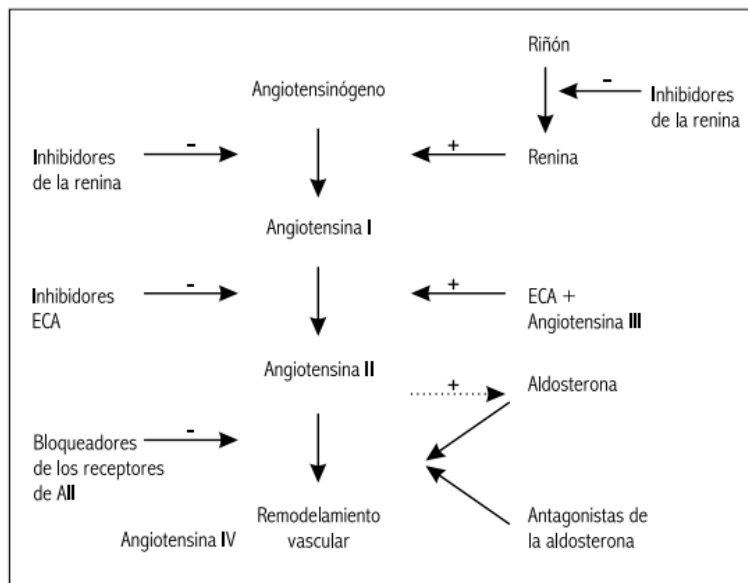 Riñón
-
Angiotensinógeno
Inhibidores
de la renina
-
+
Inhibidores
de la renina
Renina
Angiotensina I
-
+
Inhibidores
ECA
ECA +
Angiotensina III
Angiotensina II
+
Aldosterona
-
Bloqueadores
de los receptores
de AII
Remodelamiento
vascular
Angiotensina IV
Antagonistas de
la aldosterona